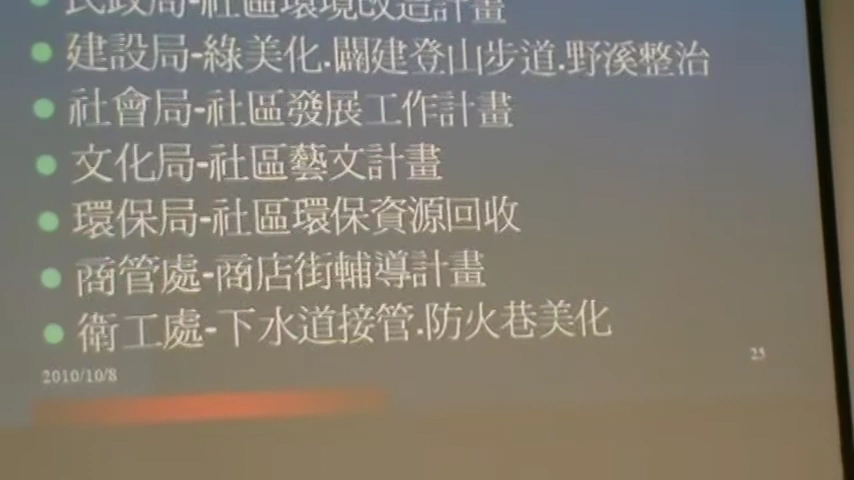 民政局-社區環境改造計畫
建設局-綠美化.闢建登山步道.野溪整治
社會局-社區發展工作計畫
文化局-社區藝文計畫
環保局-社區環保資源回收
商管處-商店街輔導計畫
衛工處-下水道接管.防火巷美化
2010/10/8
25